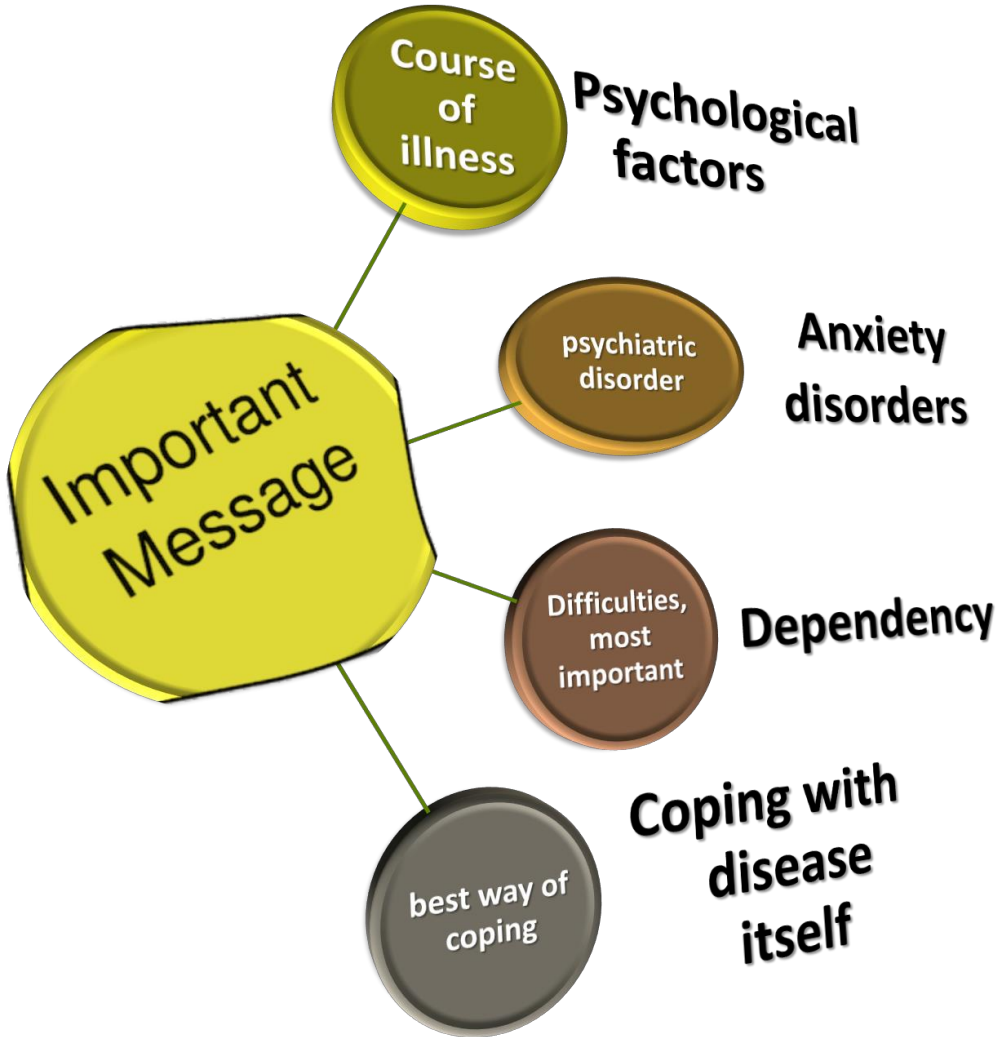 Important
Message
Course
of
illness
Psychological
factors
psychiatric
disorder
Anxiety
disorders
Difficulties,
most
important
Dependency
best way of
coping
Coping with
disease
itself